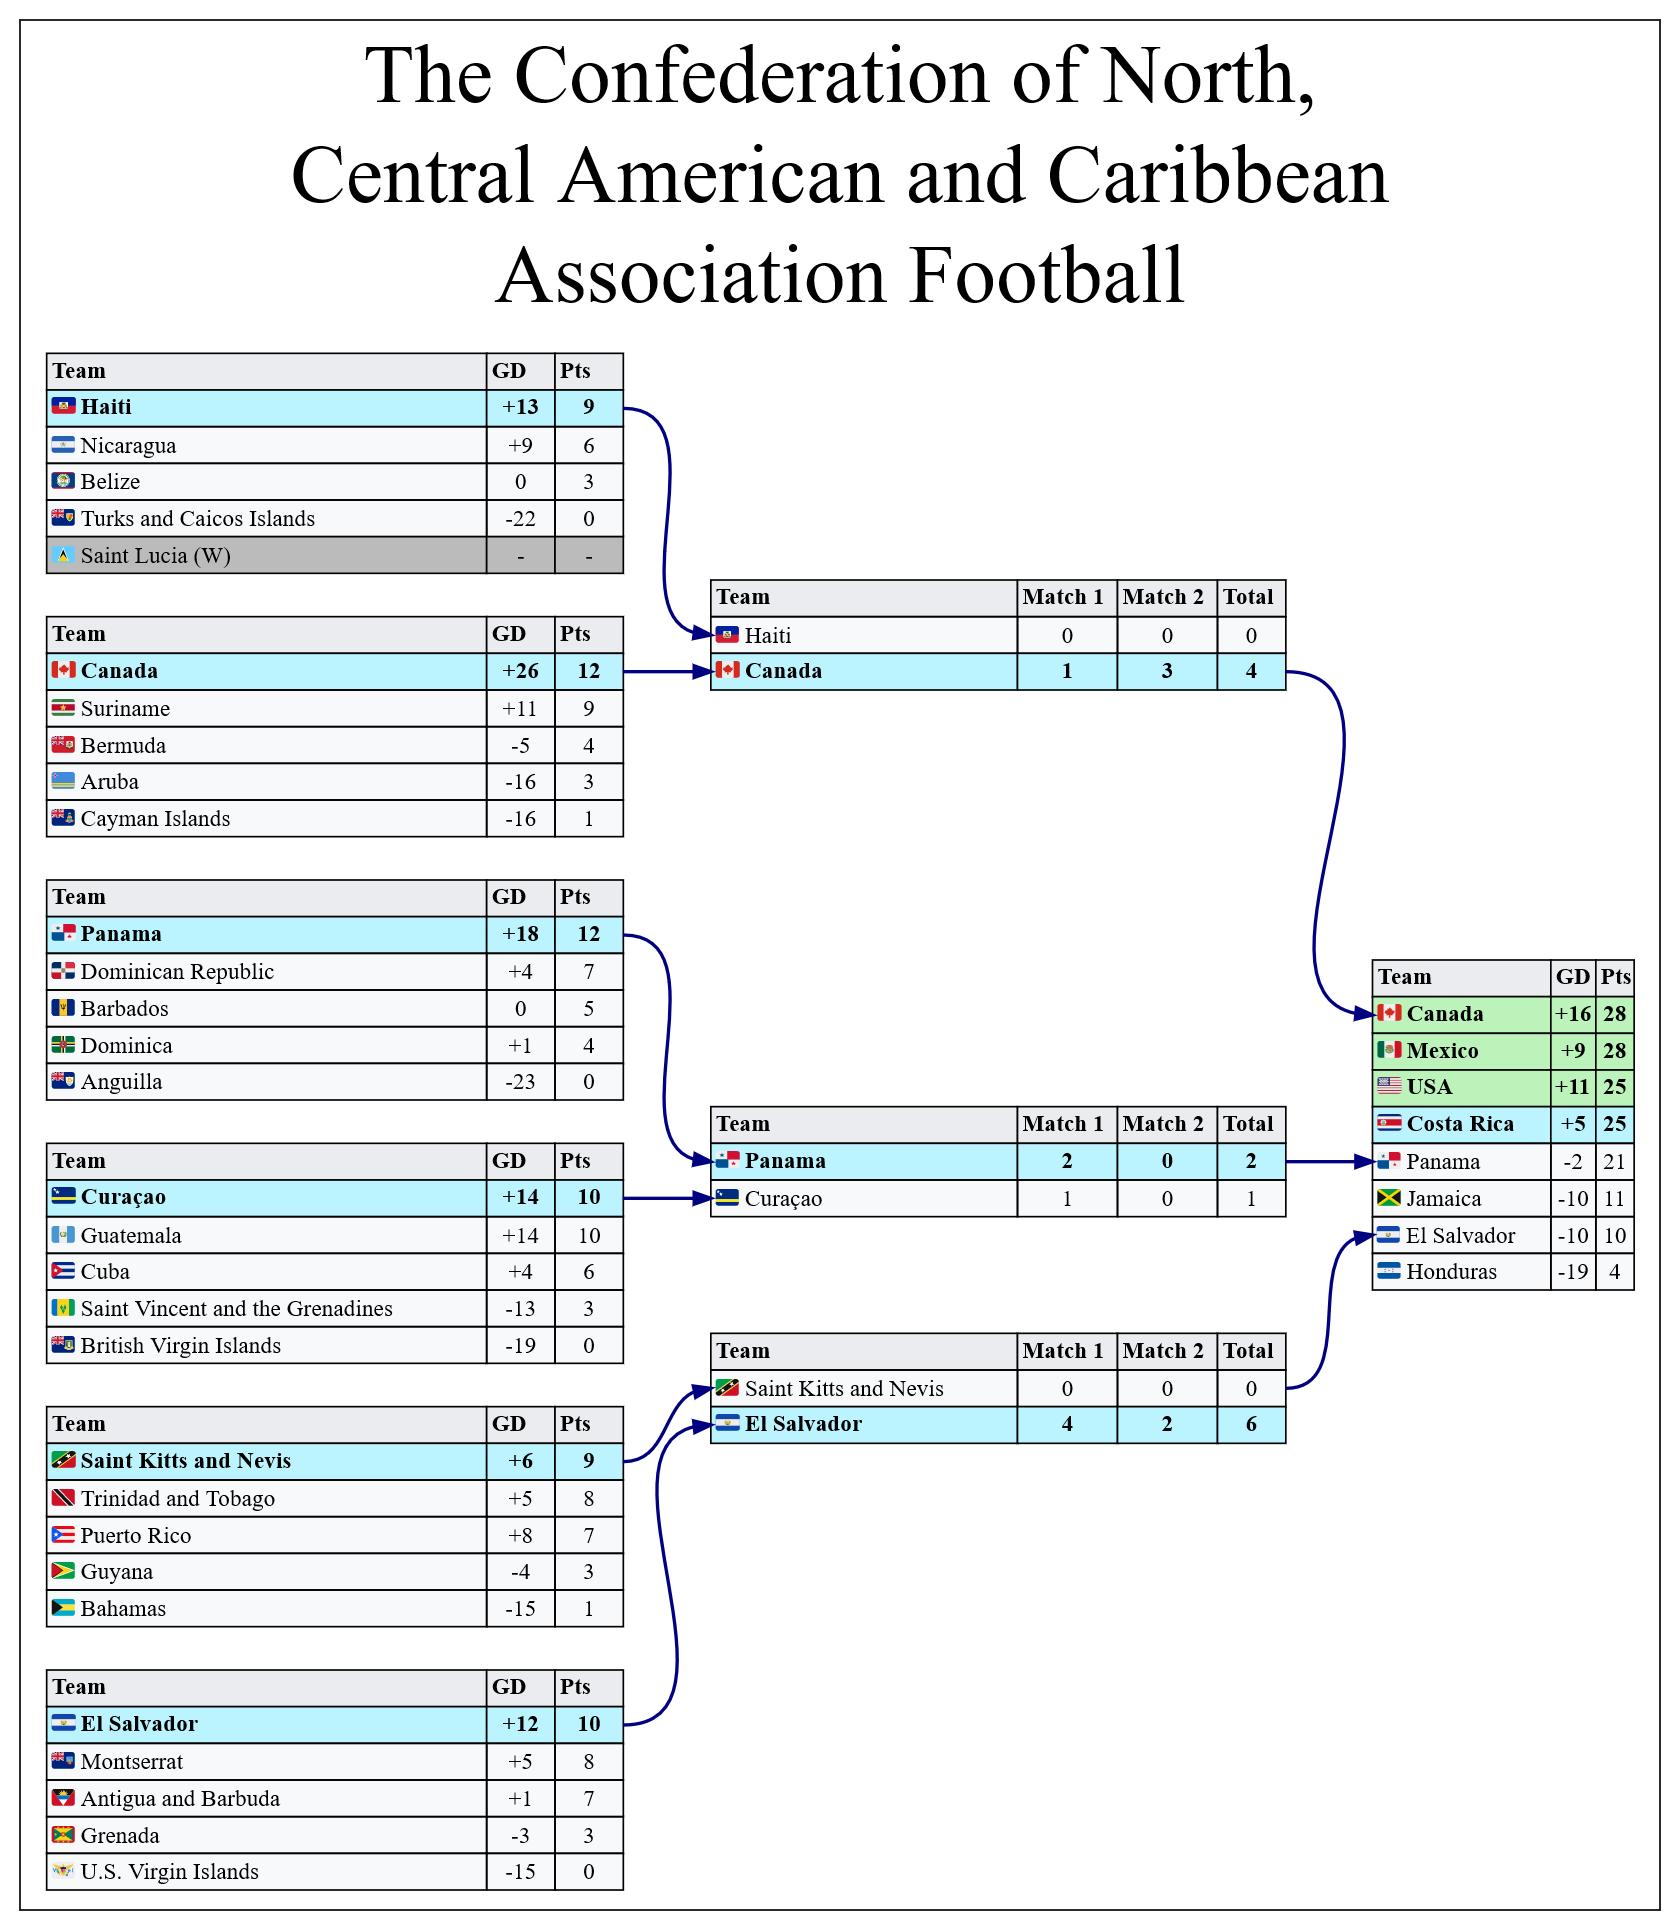 The Confederation of North,
Central American and Caribbean
Association Football
Team GD Pts
Haiti +13 9
Nicaragua +9 6
Belize 0 3
Turks and Caicos Islands -22 0
Saint Lucia (W) - -
Team GD Pts
Canada +26 12
Suriname +11 9
Bermuda -5 4
Aruba -16 3
Cayman Islands -16 1
Team GD Pts
Panama +18 12
Dominican Republic +4 7
Barbados 0 5
Dominica +1 4
Anguilla -23 0
Team GD Pts
Curaçao +14 10
Guatemala +14 10
Cuba +4 6
Saint Vincent and the Grenadines -13 3
British Virgin Islands -19 0
Team GD Pts
Saint Kitts and Nevis +6 9
Trinidad and Tobago +5 8
Puerto Rico +8 7
Guyana -4 3
Bahamas -15 1
Team GD Pts
El Salvador +12 10
Montserrat +5 8
Antigua and Barbuda +1 7
Grenada -3 3
U.S. Virgin Islands -15 0
Team Match 1 Match 2 Total
Haiti 0 0 0
Canada 1 3 4
Team Match 1 Match 2 Total
Panama 2 0 2
Curaçao 1 0 1
Team Match 1 Match 2 Total
Saint Kitts and Nevis 0 0 0
El Salvador 4 2 6
Team GD Pts
Canada +16 28
Mexico +9 28
USA +11 25
Costa Rica +5 25
Panama -2 21
Jamaica -10 11
El Salvador -10 10
Honduras -19 4